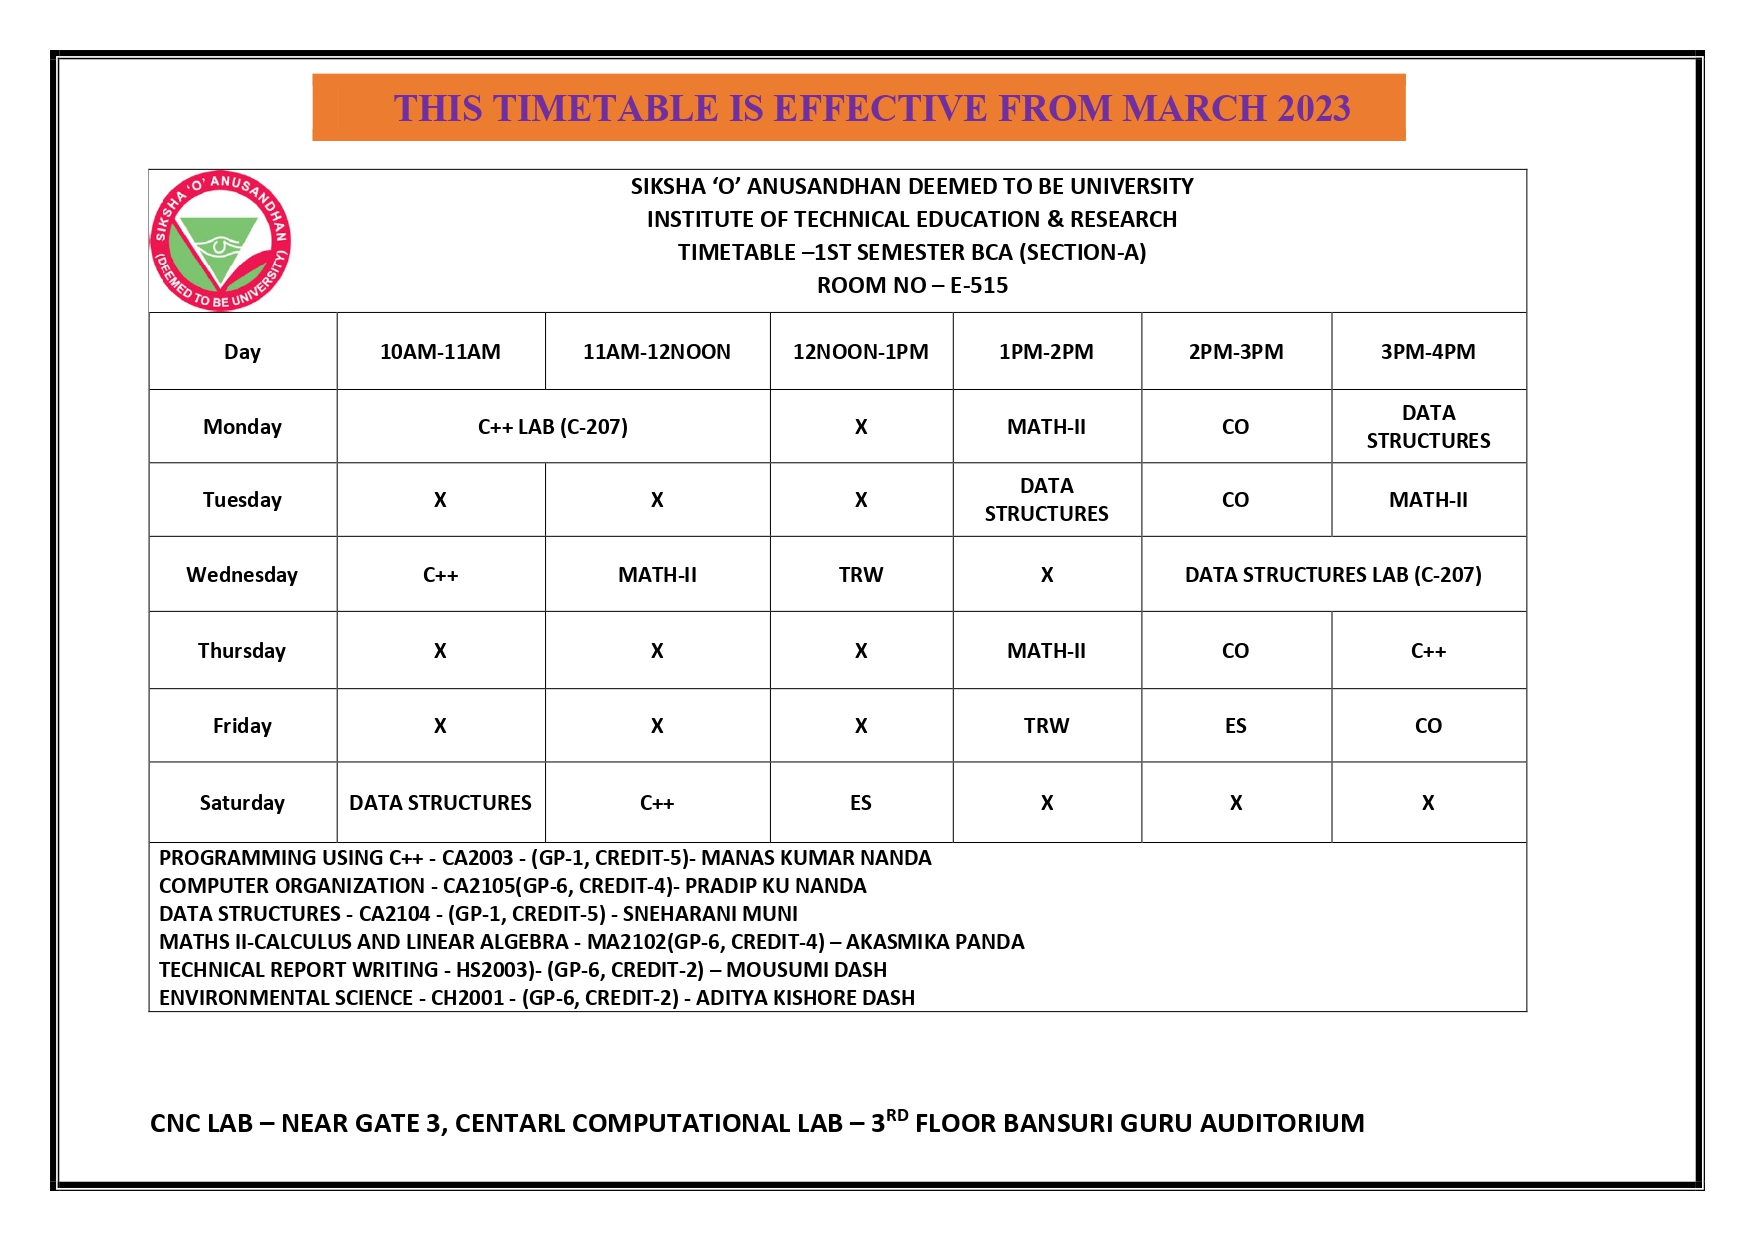 THIS TIMETABLE IS EFFECTIVE FROM MARCH 2023
SIKSHA 'O' ANUSANDHAN
(DEEMED TO BE UNIVERSITY)
SIKSHA ‘O’ ANUSANDHAN DEEMED TO BE UNIVERSITY
INSTITUTE OF TECHNICAL EDUCATION & RESEARCH
TIMETABLE –1ST SEMESTER BCA (SECTION-A)
ROOM NO – E-515
Day 10AM-11AM 11AM-12NOON 12NOON-1PM 1PM-2PM 2PM-3PM 3PM-4PM
Monday C++ LAB (C-207) X MATH-II CO DATA STRUCTURES
Tuesday X X X DATA STRUCTURES CO MATH-II
Wednesday C++ MATH-II TRW X DATA STRUCTURES LAB (C-207)
Thursday X X X MATH-II CO C++
Friday X X X TRW ES CO
Saturday DATA STRUCTURES C++ ES X X X
PROGRAMMING USING C++ - CA2003 - (GP-1, CREDIT-5)- MANAS KUMAR NANDA
COMPUTER ORGANIZATION - CA2105(GP-6, CREDIT-4)- PRADIP KU NANDA
DATA STRUCTURES - CA2104 - (GP-1, CREDIT-5) - SNEHARANI MUNI
MATHS II-CALCULUS AND LINEAR ALGEBRA - MA2102(GP-6, CREDIT-4) – AKASMIKA PANDA
TECHNICAL REPORT WRITING - HS2003)- (GP-6, CREDIT-2) – MOUSUMI DASH
ENVIRONMENTAL SCIENCE - CH2001 - (GP-6, CREDIT-2) - ADITYA KISHORE DASH
CNC LAB – NEAR GATE 3, CENTARL COMPUTATIONAL LAB – 3RD FLOOR BANSURI GURU AUDITORIUM